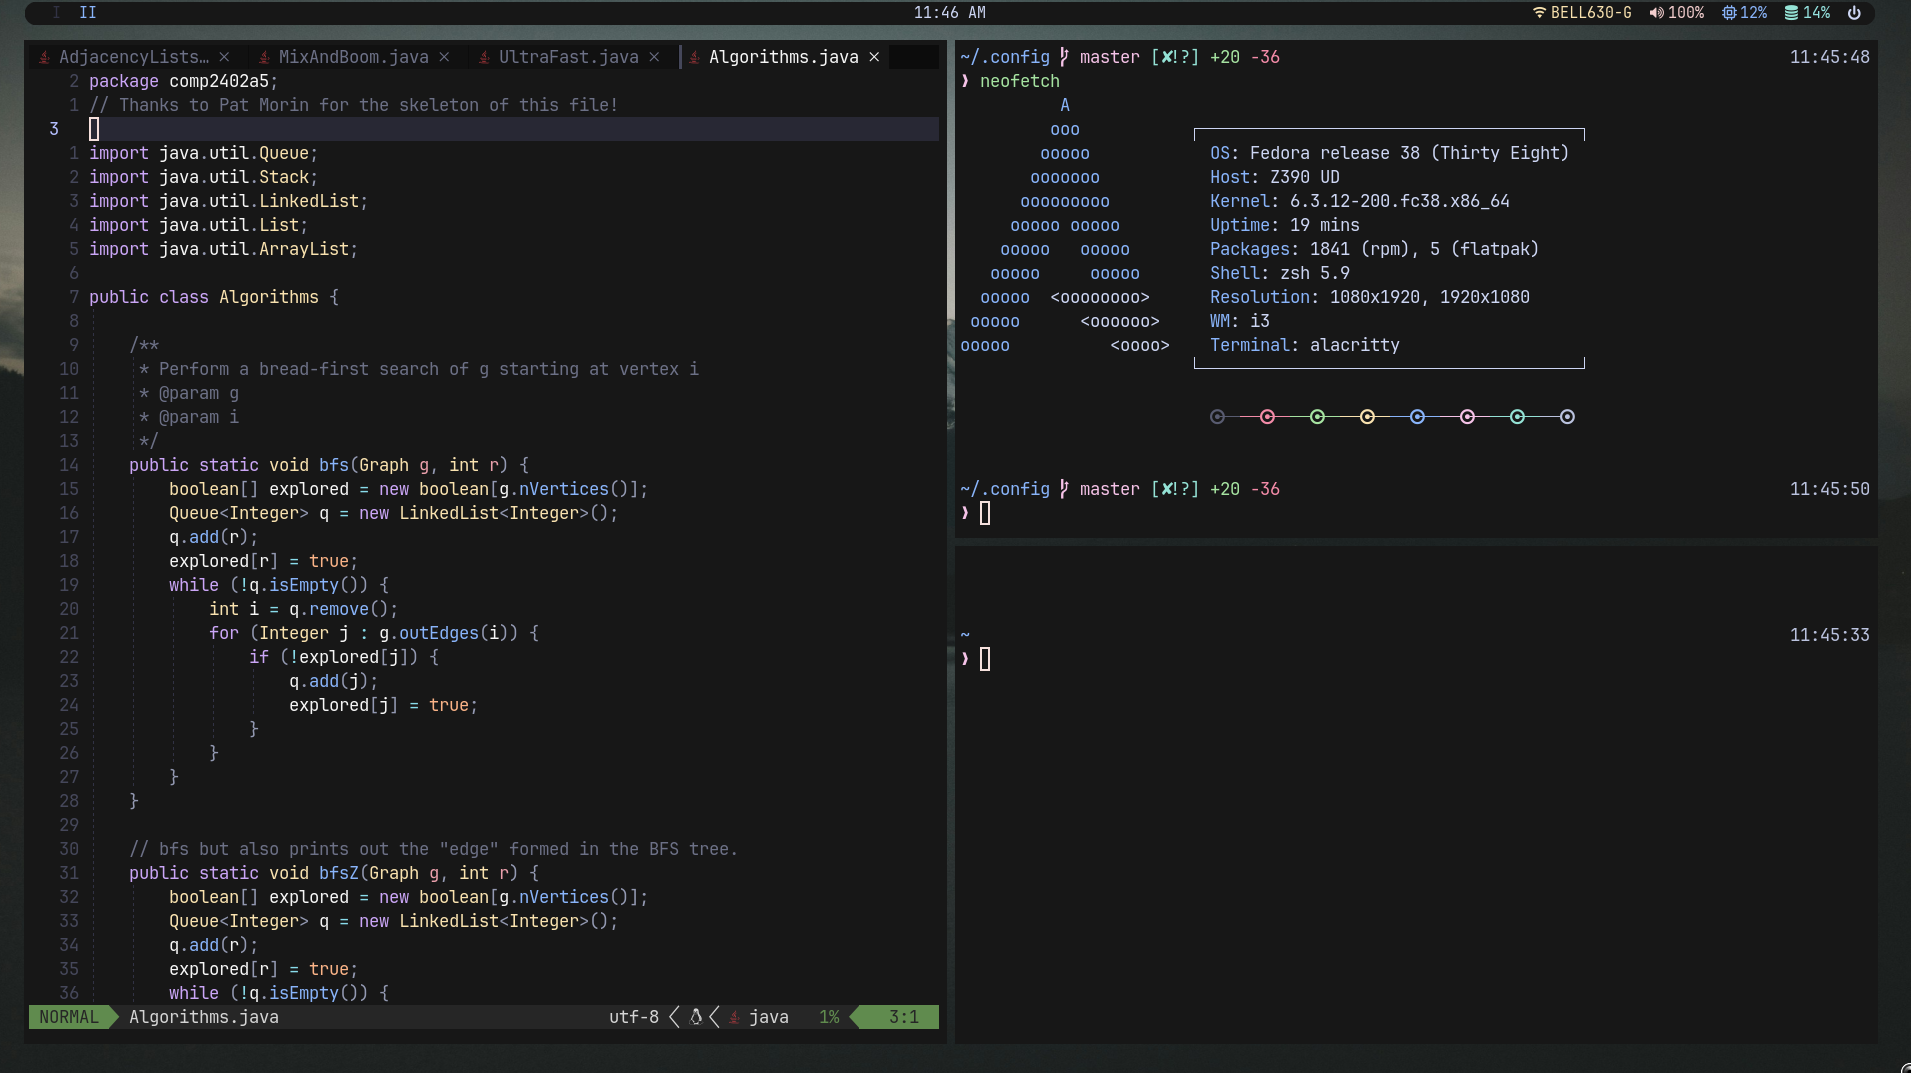 I II
11:46 AM
BELL630-G 100% 12% 14%
AdjacencyLists… × MixAndBoom.java × UltraFast.java × Algorithms.java ×
2 package comp2402a5;
1 // Thanks to Pat Morin for the skeleton of this file!
3
1 import java.util.Queue;
2 import java.util.Stack;
3 import java.util.LinkedList;
4 import java.util.List;
5 import java.util.ArrayList;
6
7 public class Algorithms {
8
9 /**
10 * Perform a bread-first search of g starting at vertex i
11 * @param g
12 * @param i
13 */
14 public static void bfs(Graph g, int r) {
15 boolean[] explored = new boolean[g.nVertices()];
16 Queue<Integer> q = new LinkedList<Integer>();
17 q.add(r);
18 explored[r] = true;
19 while (!q.isEmpty()) {
20 int i = q.remove();
21 for (Integer j : g.outEdges(i)) {
22 if (!explored[j]) {
23 q.add(j);
24 explored[j] = true;
25 }
26 }
27 }
28 }
29
30 // bfs but also prints out the "edge" formed in the BFS tree.
31 public static void bfsZ(Graph g, int r) {
32 boolean[] explored = new boolean[g.nVertices()];
33 Queue<Integer> q = new LinkedList<Integer>();
34 q.add(r);
35 explored[r] = true;
36 while (!q.isEmpty()) {
NORMAL Algorithms.java utf-8 java 1% 3:1
~/.config master [✘!?] +20 -36 11:45:48
❯ neofetch
A
ooo
ooooo
ooooooo
ooooooooo
ooooo ooooo
ooooo ooooo
ooooo ooooo
ooooo <oooooooo>
ooooo <oooooo>
ooooo <oooo>
OS: Fedora release 38 (Thirty Eight)
Host: Z390 UD
Kernel: 6.3.12-200.fc38.x86_64
Uptime: 19 mins
Packages: 1841 (rpm), 5 (flatpak)
Shell: zsh 5.9
Resolution: 1080x1920, 1920x1080
WM: i3
Terminal: alacritty
~/.config master [✘!?] +20 -36 11:45:50
❯
~ 11:45:33
❯